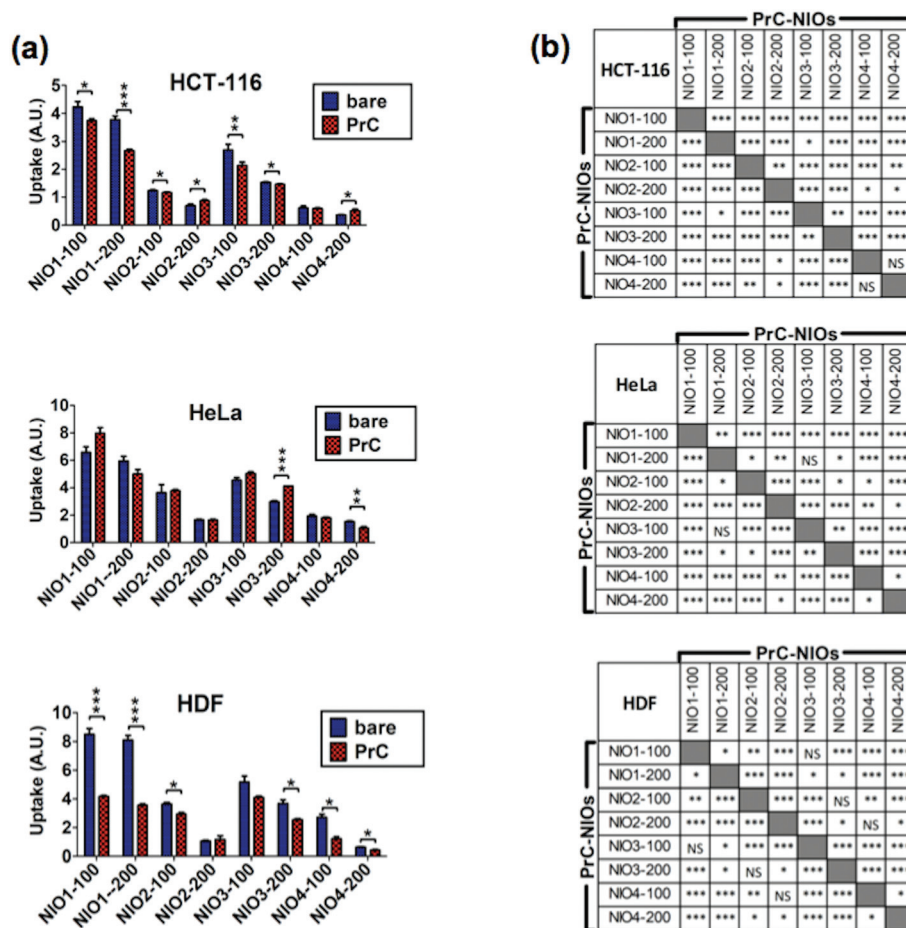 (a)
HCT-116
bare
PrC
Uptake (A.U.)
5
4
3
2
1
0
* *** * * ** * *
NIO1-100 NIO1--200 NIO2-100 NIO2-200 NIO3-100 NIO3-200 NIO4-100 NIO4-200
HeLa
bare
PrC
Uptake (A.U.)
10
8
6
4
2
0
*** **
NIO1-100 NIO1--200 NIO2-100 NIO2-200 NIO3-100 NIO3-200 NIO4-100 NIO4-200
HDF
bare
PrC
Uptake (A.U.)
10
8
6
4
2
0
*** *** * * * *
NIO1-100 NIO1--200 NIO2-100 NIO2-200 NIO3-100 NIO3-200 NIO4-100 NIO4-200
(b)
PrC-NIOs
PrC-NIOs
HCT-116 NIO1-100 NIO1-200 NIO2-100 NIO2-200 NIO3-100 NIO3-200 NIO4-100 NIO4-200
NIO1-100 *** *** *** *** *** *** ***
NIO1-200 *** *** *** * *** *** ***
NIO2-100 *** *** ** *** *** *** **
NIO2-200 *** *** ** *** *** * *
NIO3-100 *** * *** *** ** *** ***
NIO3-200 *** *** *** *** ** *** ***
NIO4-100 *** *** *** * *** *** NS
NIO4-200 *** *** ** * *** *** NS
PrC-NIOs
PrC-NIOs
HeLa NIO1-100 NIO1-200 NIO2-100 NIO2-200 NIO3-100 NIO3-200 NIO4-100 NIO4-200
NIO1-100 ** *** *** *** *** *** ***
NIO1-200 *** * ** NS * *** ***
NIO2-100 *** * *** *** * * ***
NIO2-200 *** *** *** *** *** ** *
NIO3-100 *** NS *** *** ** *** ***
NIO3-200 *** * * *** ** *** ***
NIO4-100 *** *** *** ** *** *** *
NIO4-200 *** *** *** * *** *** *
PrC-NIOs
PrC-NIOs
HDF NIO1-100 NIO1-200 NIO2-100 NIO2-200 NIO3-100 NIO3-200 NIO4-100 NIO4-200
NIO1-100 * ** *** NS *** *** ***
NIO1-200 * *** *** * * *** ***
NIO2-100 ** *** *** *** NS ** ***
NIO2-200 *** *** *** *** * NS *
NIO3-100 NS * *** *** *** *** ***
NIO3-200 *** * NS * *** *** ***
NIO4-100 *** *** ** NS *** *** *
NIO4-200 *** *** * * *** * *